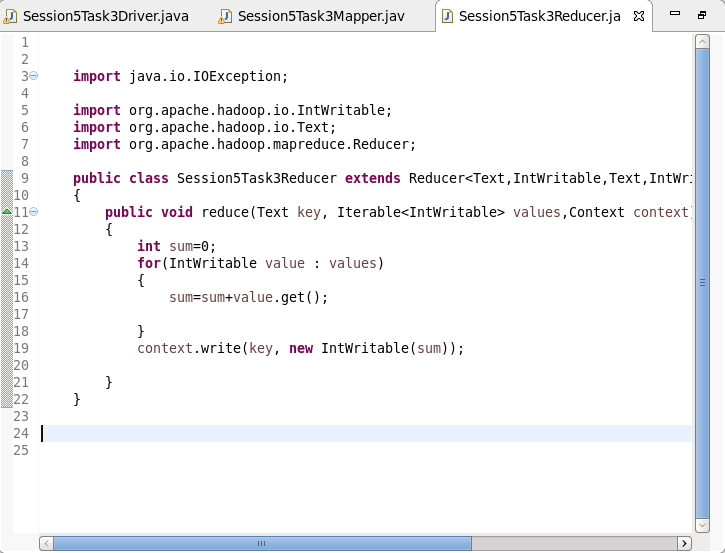 Session5Task3Driver.java Session5Task3Mapper.jav Session5Task3Reducer.ja
1
2
3 import java.io.IOException;
4
5 import org.apache.hadoop.io.IntWritable;
6 import org.apache.hadoop.io.Text;
7 import org.apache.hadoop.mapreduce.Reducer;
8
9 public class Session5Task3Reducer extends Reducer<Text,IntWritable,Text,IntWri
10 {
11 public void reduce(Text key, Iterable<IntWritable> values,Context context)
12 {
13 int sum=0;
14 for(IntWritable value : values)
15 {
16 sum=sum+value.get();
17
18 }
19 context.write(key, new IntWritable(sum));
20
21 }
22 }
23
24
25